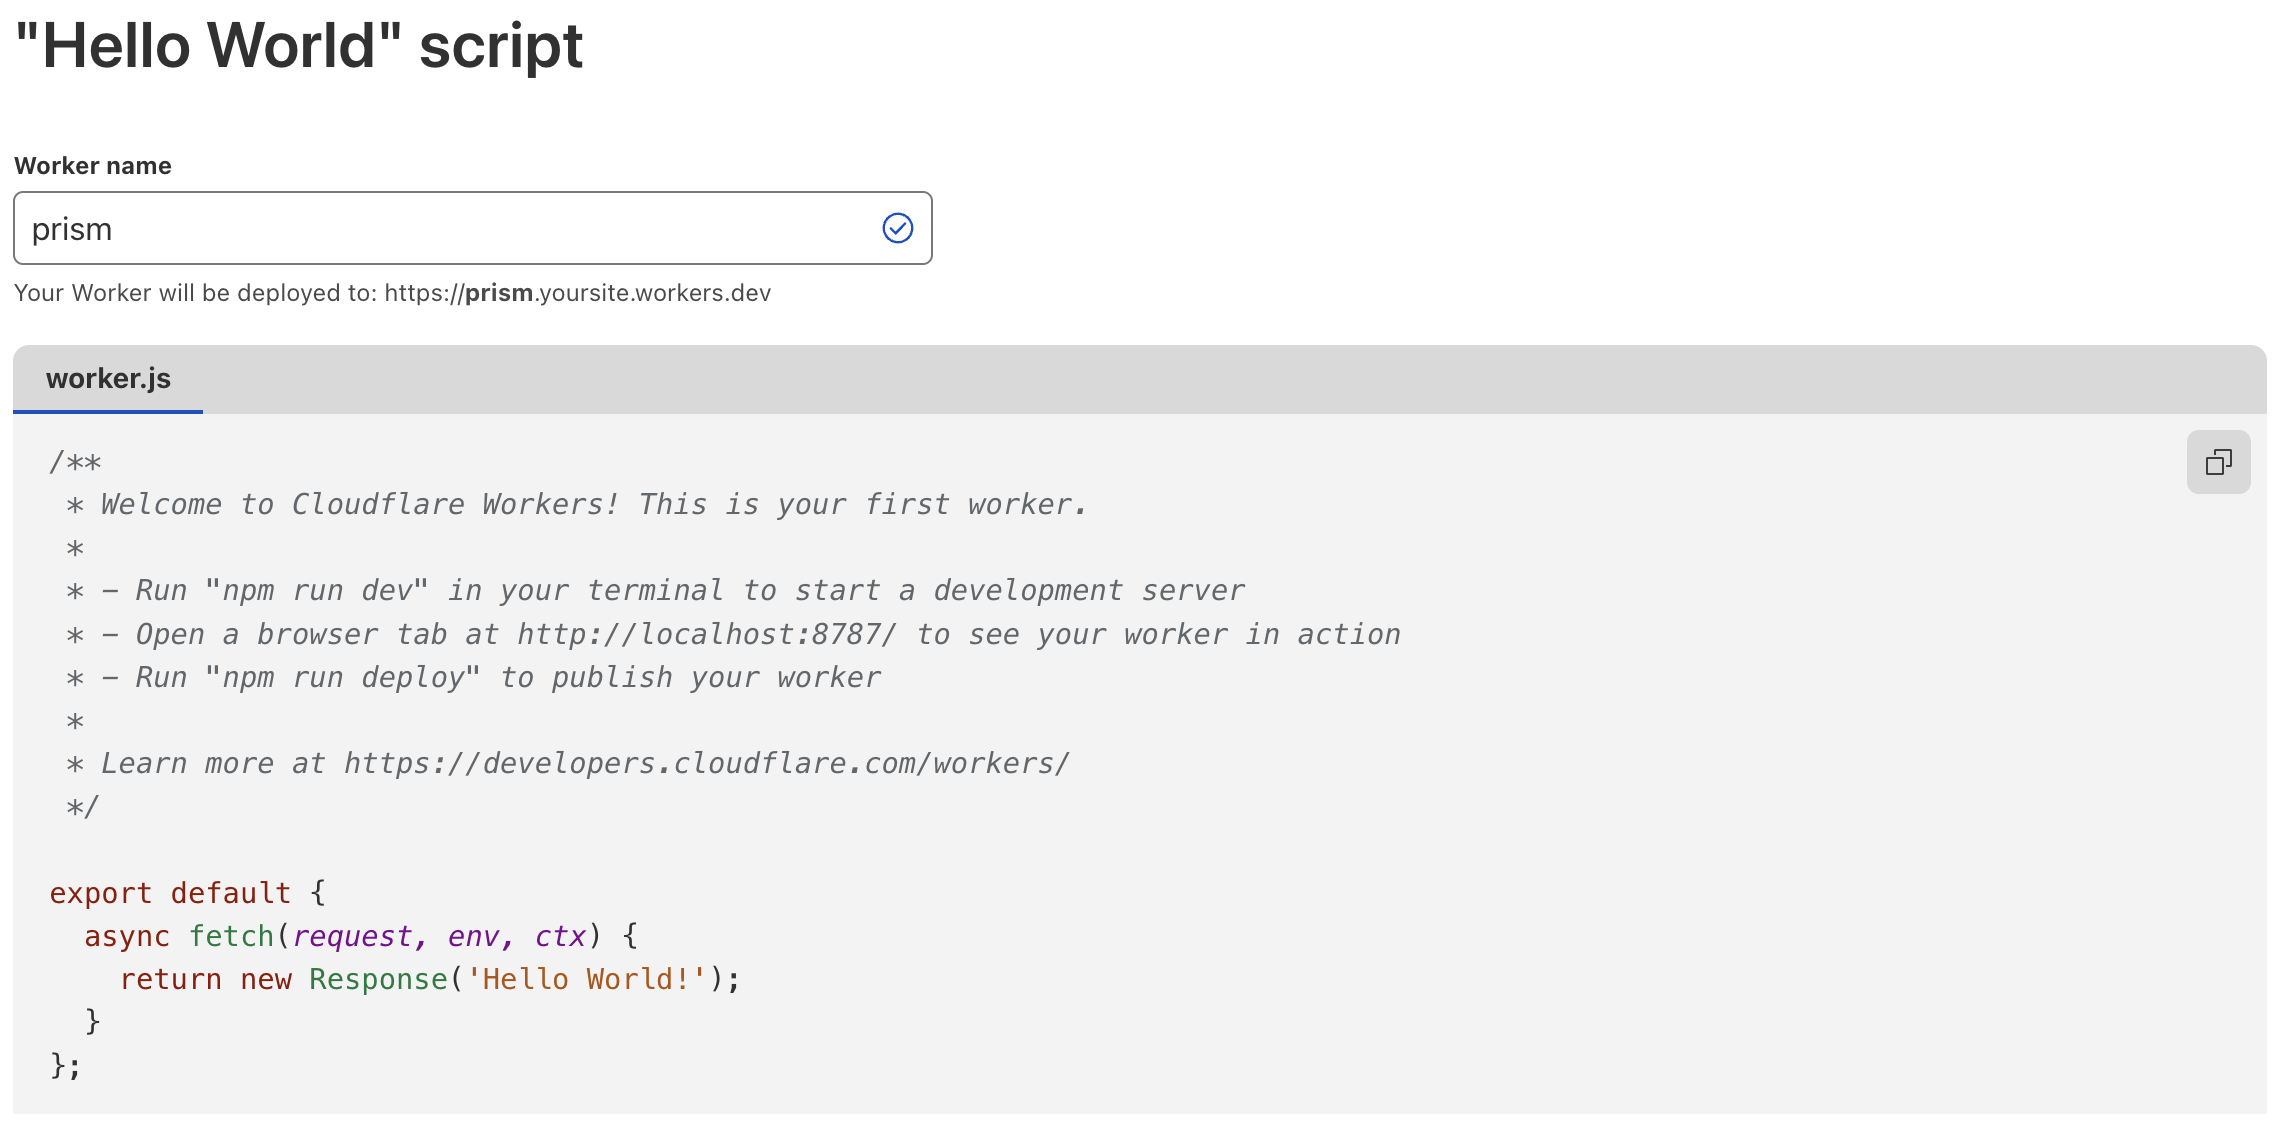 "Hello World" script
Worker name
prism
Your Worker will be deployed to: https://prism.yoursite.workers.dev
worker.js
/**
 * Welcome to Cloudflare Workers! This is your first worker.
 *
 * - Run "npm run dev" in your terminal to start a development server
 * - Open a browser tab at http://localhost:8787/ to see your worker in action
 * - Run "npm run deploy" to publish your worker
 *
 * Learn more at https://developers.cloudflare.com/workers/
 */

export default {
  async fetch(request, env, ctx) {
    return new Response('Hello World!');
  }
};